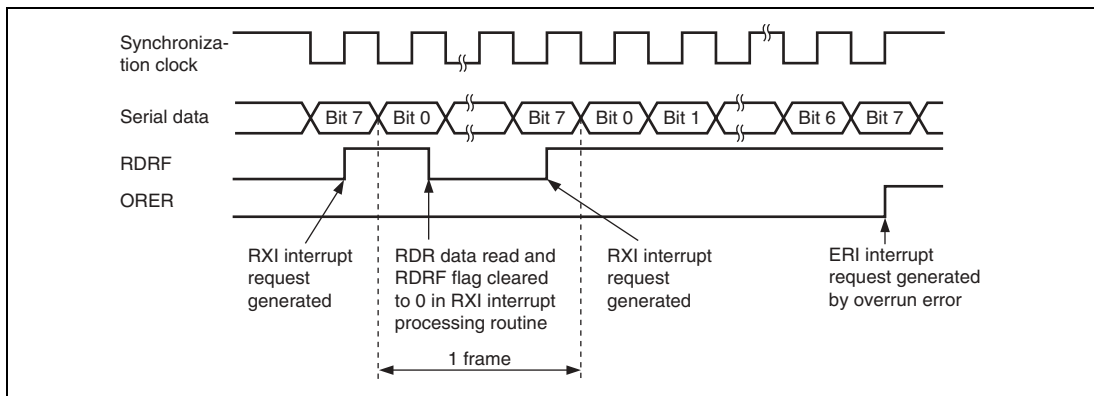 Synchroniza-
tion clock
Serial data
Bit 7 Bit 0 Bit 7 Bit 0 Bit 1 Bit 6 Bit 7
RDRF
ORER
RXI interrupt
request
generated
RDR data read and
RDRF flag cleared
to 0 in RXI interrupt
processing routine
RXI interrupt
request
generated
ERI interrupt
request generated
by overrun error
1 frame